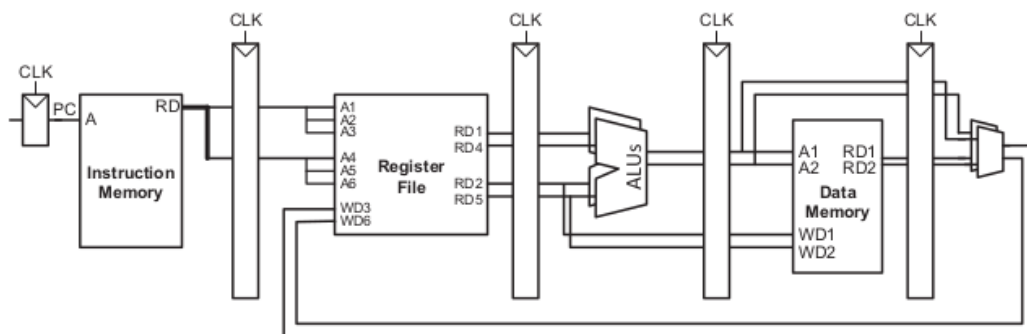 CLK
CLK
CLK
CLK
CLK
PC
A
RD
Instruction
Memory
A1
A2
A3
A4
A5
A6
WD3
WD6
Register
File
RD1
RD4
RD2
RD5
ALUs
A1
A2
RD1
RD2
Data
Memory
WD1
WD2